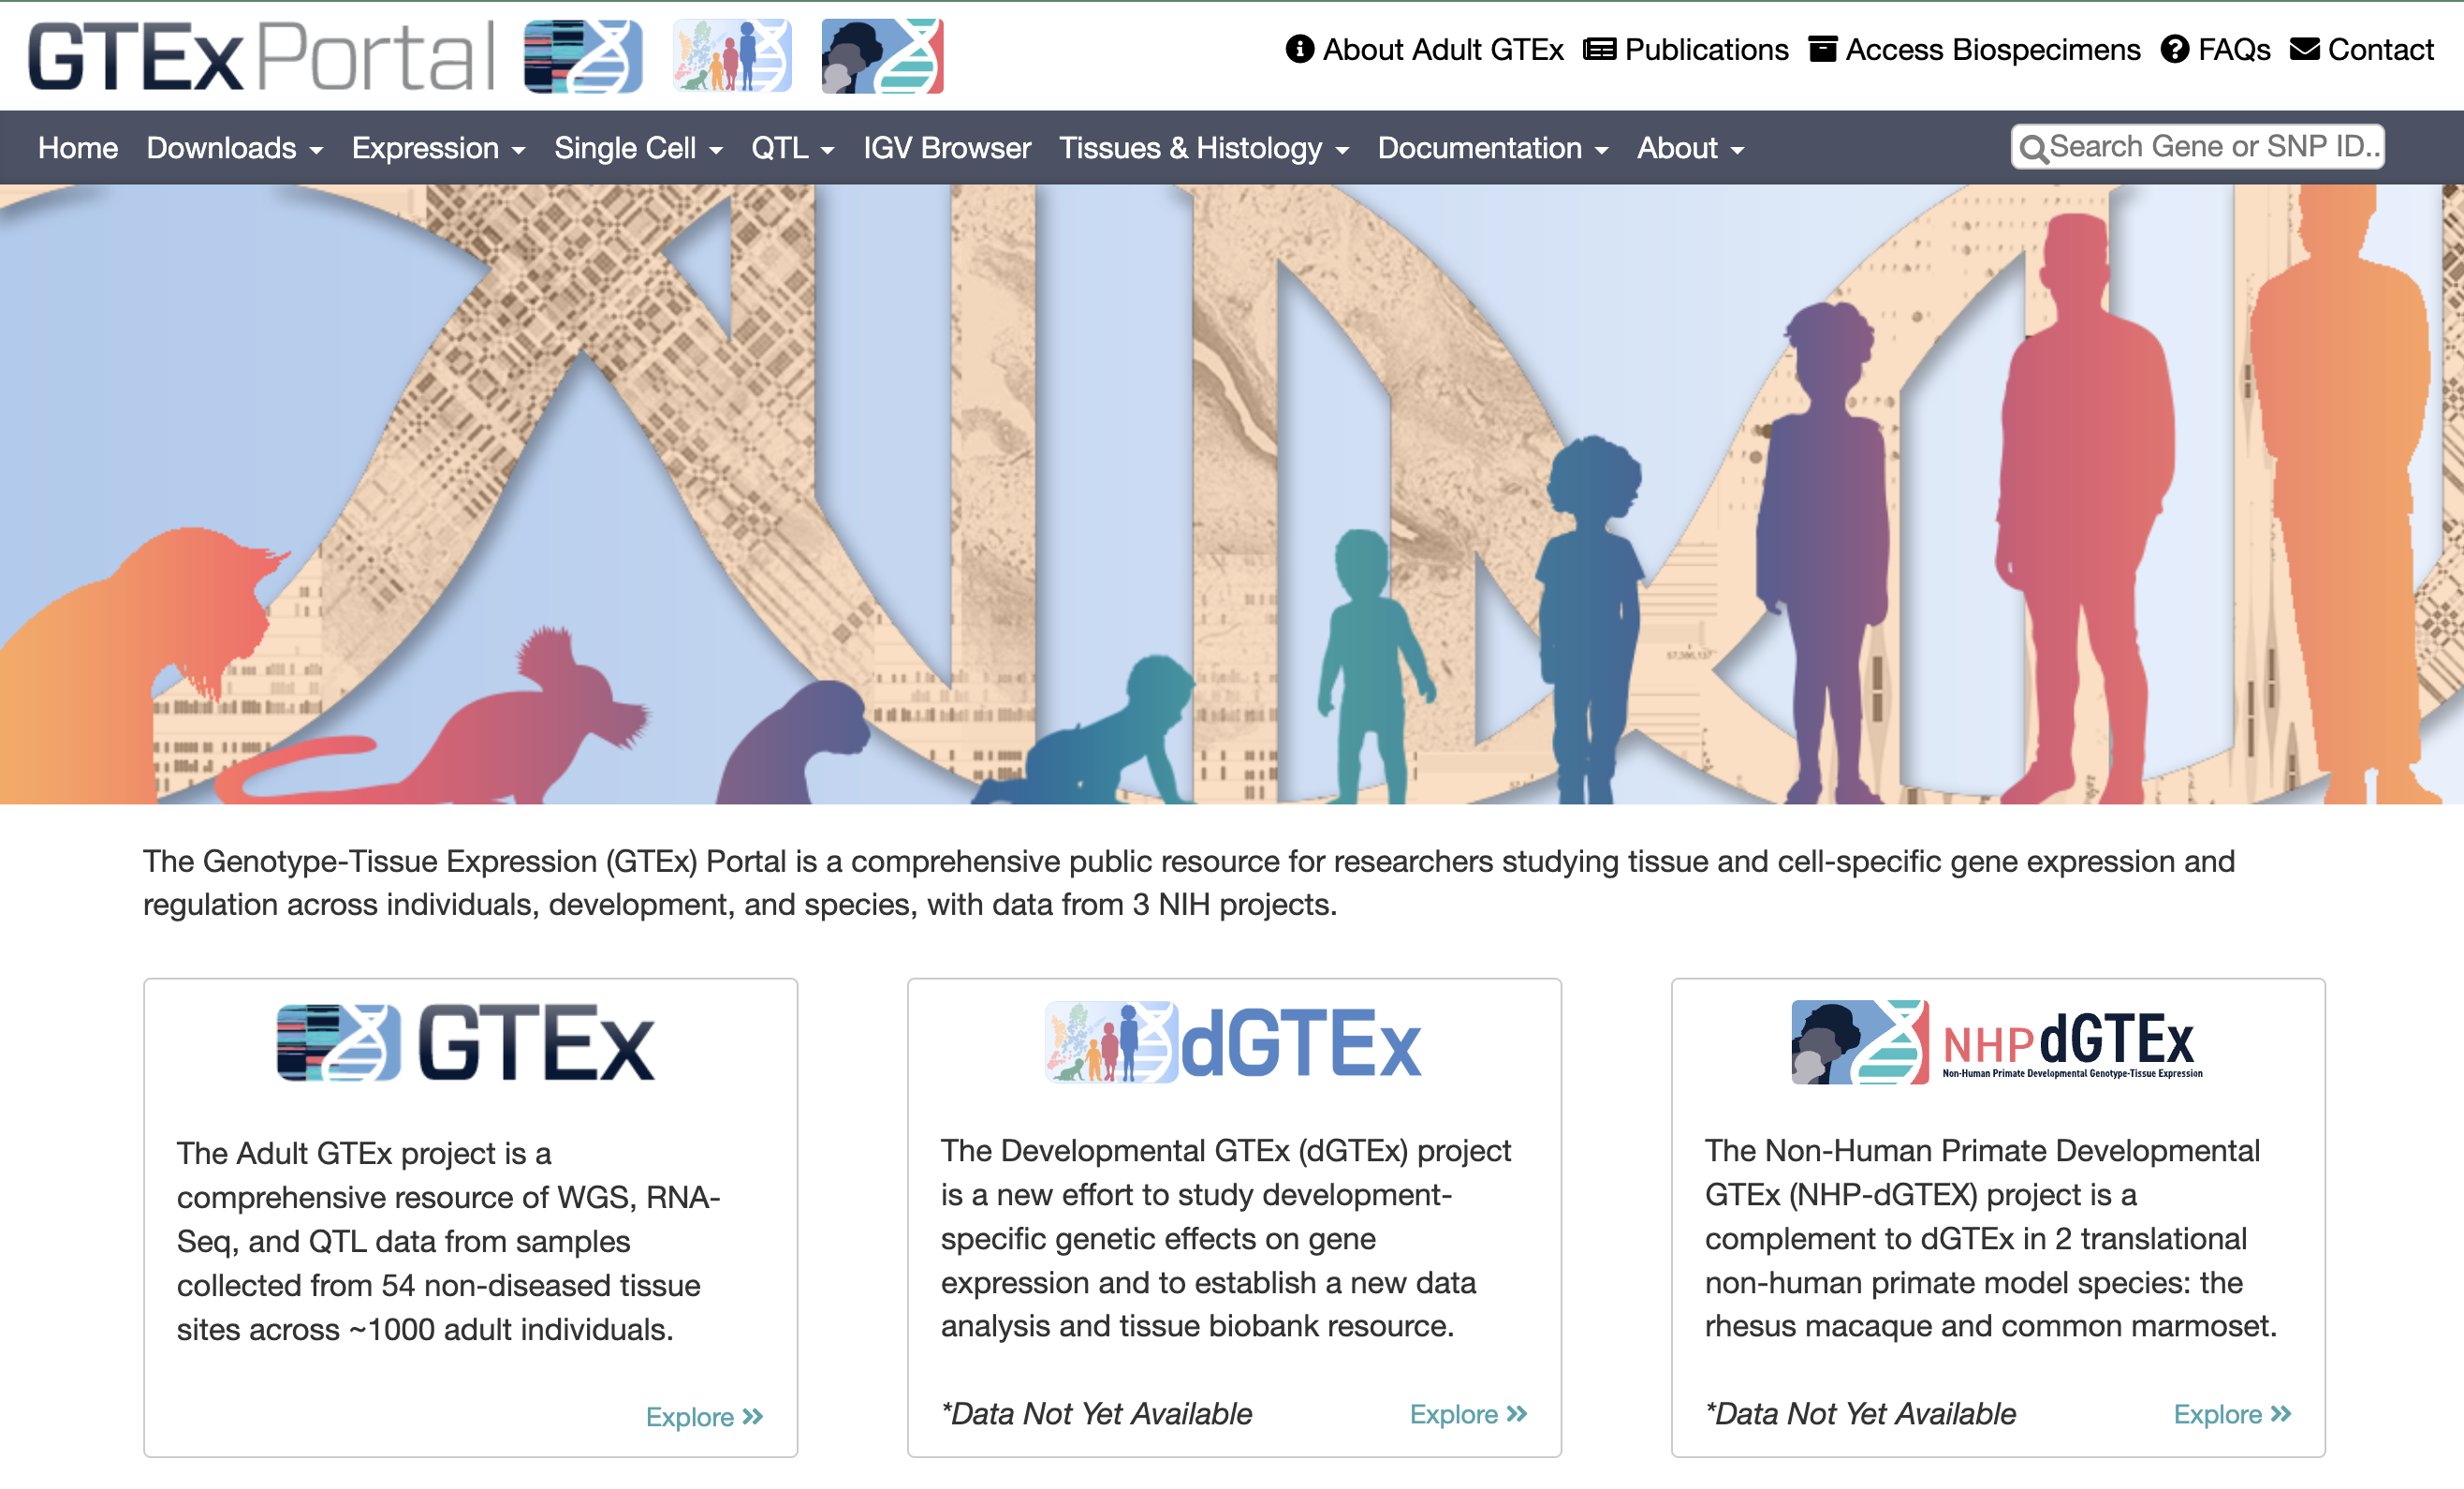 GTEx Portal
About Adult GTEx Publications Access Biospecimens FAQs Contact
Home Downloads Expression Single Cell QTL IGV Browser Tissues & Histology Documentation About Search Gene or SNP ID..
57,386,137
The Genotype-Tissue Expression (GTEx) Portal is a comprehensive public resource for researchers studying tissue and cell-specific gene expression and
regulation across individuals, development, and species, with data from 3 NIH projects.
GTEx
The Adult GTEx project is a
comprehensive resource of WGS, RNA-
Seq, and QTL data from samples
collected from 54 non-diseased tissue
sites across ~1000 adult individuals.
Explore
dGTEx
The Developmental GTEx (dGTEx) project
is a new effort to study development-
specific genetic effects on gene
expression and to establish a new data
analysis and tissue biobank resource.
*Data Not Yet Available Explore
NHP dGTEx
Non-Human Primate Developmental Genotype-Tissue Expression
The Non-Human Primate Developmental
GTEx (NHP-dGTEX) project is a
complement to dGTEx in 2 translational
non-human primate model species: the
rhesus macaque and common marmoset.
*Data Not Yet Available Explore